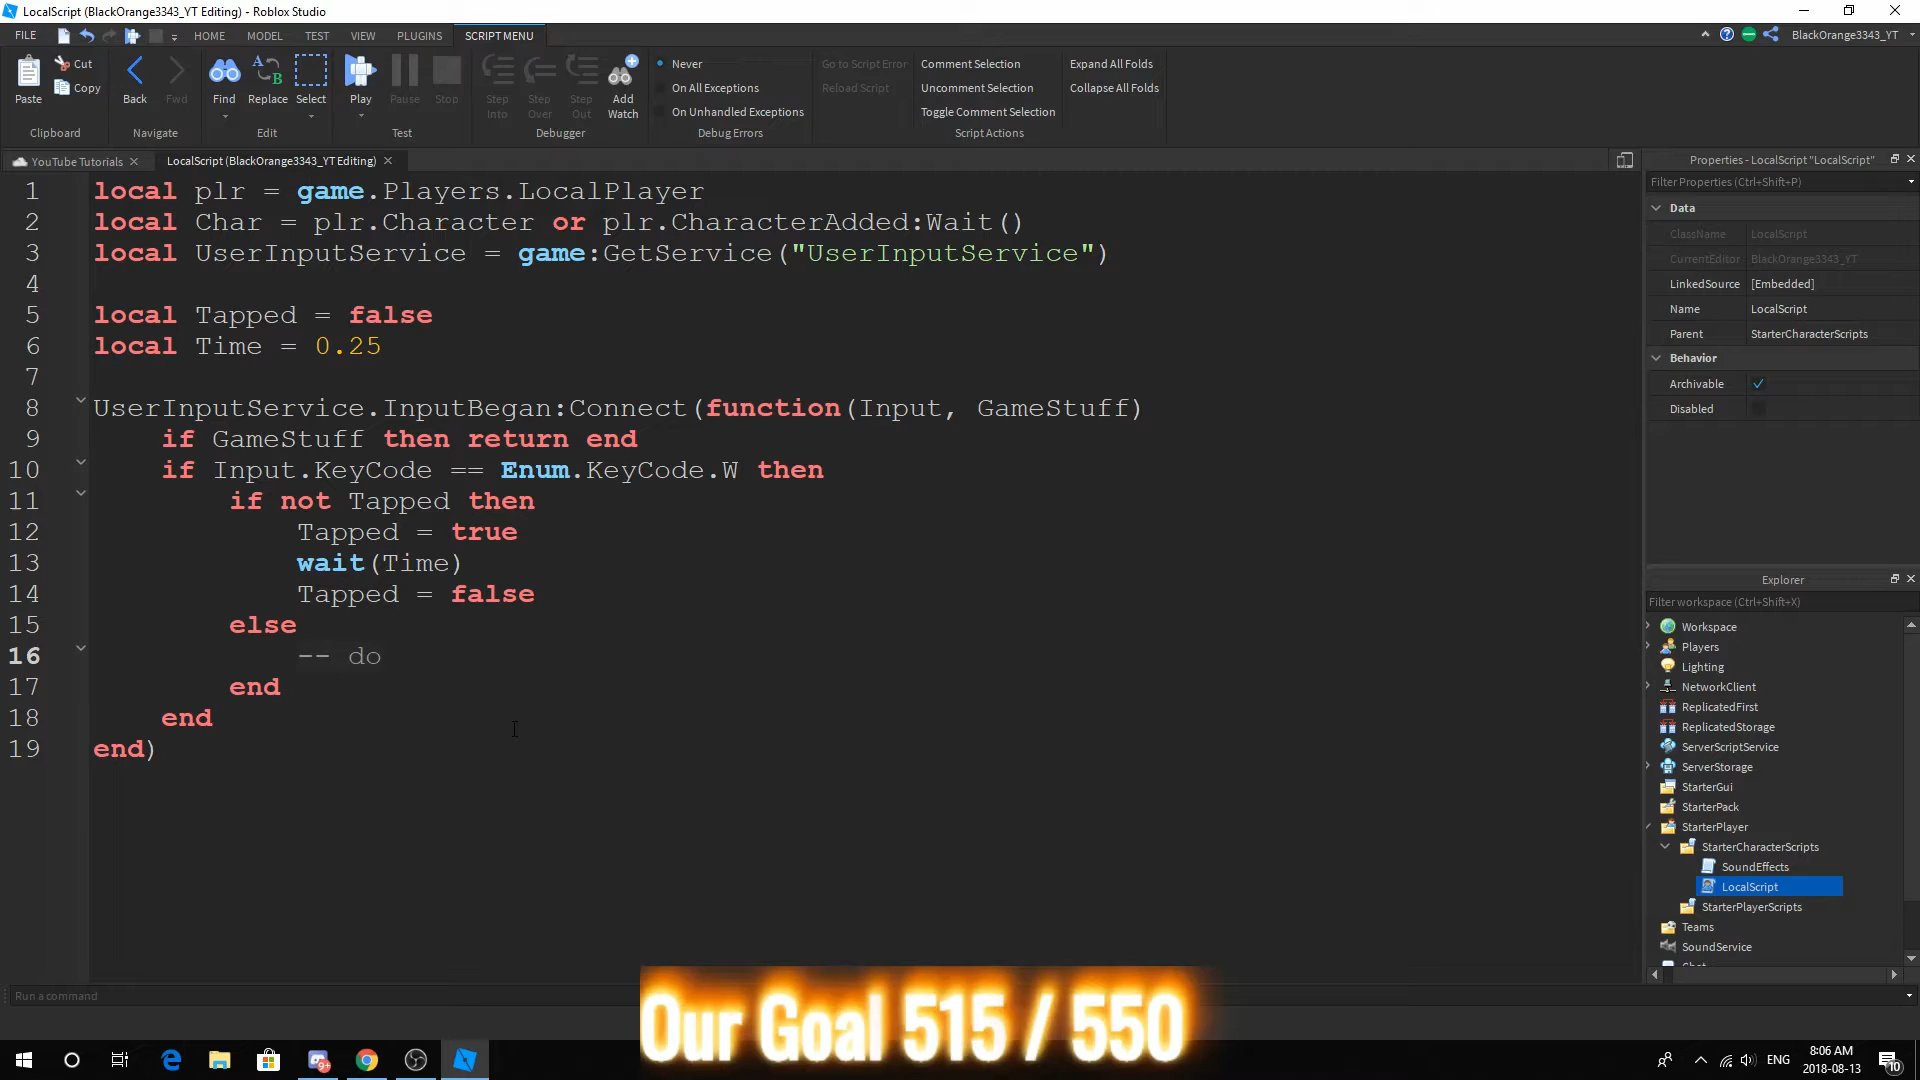 LocalScript (BlackOrange3343_YT Editing) - Roblox Studio
FILE HOME MODEL TEST VIEW PLUGINS SCRIPT MENU BlackOrange3343_YT
Paste Cut Copy Back Fwd Find Replace Select Play Pause Stop Step Into Step Over Step Out Add Watch
Never
On All Exceptions
On Unhandled Exceptions
Go to Script Error
Reload Script
Comment Selection
Uncomment Selection
Toggle Comment Selection
Expand All Folds
Collapse All Folds
Clipboard Navigate Edit Test Debugger Debug Errors Script Actions
YouTube Tutorials LocalScript (BlackOrange3343_YT Editing)
1 local plr = game.Players.LocalPlayer
2 local Char = plr.Character or plr.CharacterAdded:Wait()
3 local UserInputService = game:GetService("UserInputService")
4
5 local Tapped = false
6 local Time = 0.25
7
8 UserInputService.InputBegan:Connect(function(Input, GameStuff)
9 if GameStuff then return end
10 if Input.KeyCode == Enum.KeyCode.W then
11 if not Tapped then
12 Tapped = true
13 wait(Time)
14 Tapped = false
15 else
16 -- do
17 end
18 end
19 end)
Properties - LocalScript "LocalScript"
Filter Properties (Ctrl+Shift+P)
Data
ClassName LocalScript
CurrentEditor BlackOrange3343_YT
LinkedSource [Embedded]
Name LocalScript
Parent StarterCharacterScripts
Behavior
Archivable
Disabled
Explorer
Filter workspace (Ctrl+Shift+X)
Workspace
Players
Lighting
NetworkClient
ReplicatedFirst
ReplicatedStorage
ServerScriptService
ServerStorage
StarterGui
StarterPack
StarterPlayer
StarterCharacterScripts
SoundEffects
LocalScript
StarterPlayerScripts
Teams
SoundService
Run a command
Our Goal 515 / 550
9+
ENG
8:06 AM
2018-08-13
10